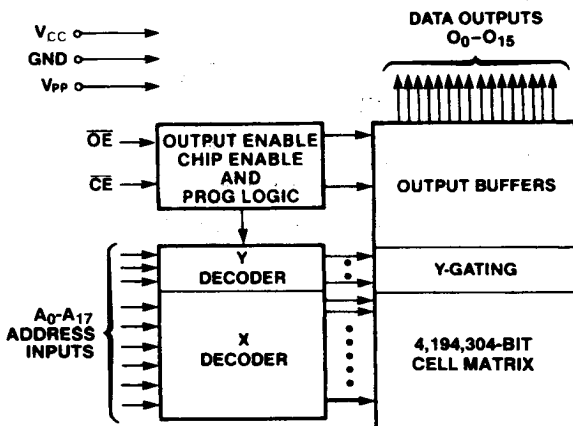 DATA OUTPUTS
O0–O15
VCC
GND
VPP
OE
CE
OUTPUT ENABLE
CHIP ENABLE
AND
PROG LOGIC
OUTPUT BUFFERS
Y
DECODER
Y-GATING
A0-A17
ADDRESS
INPUTS
X
DECODER
4,194,304-BIT
CELL MATRIX